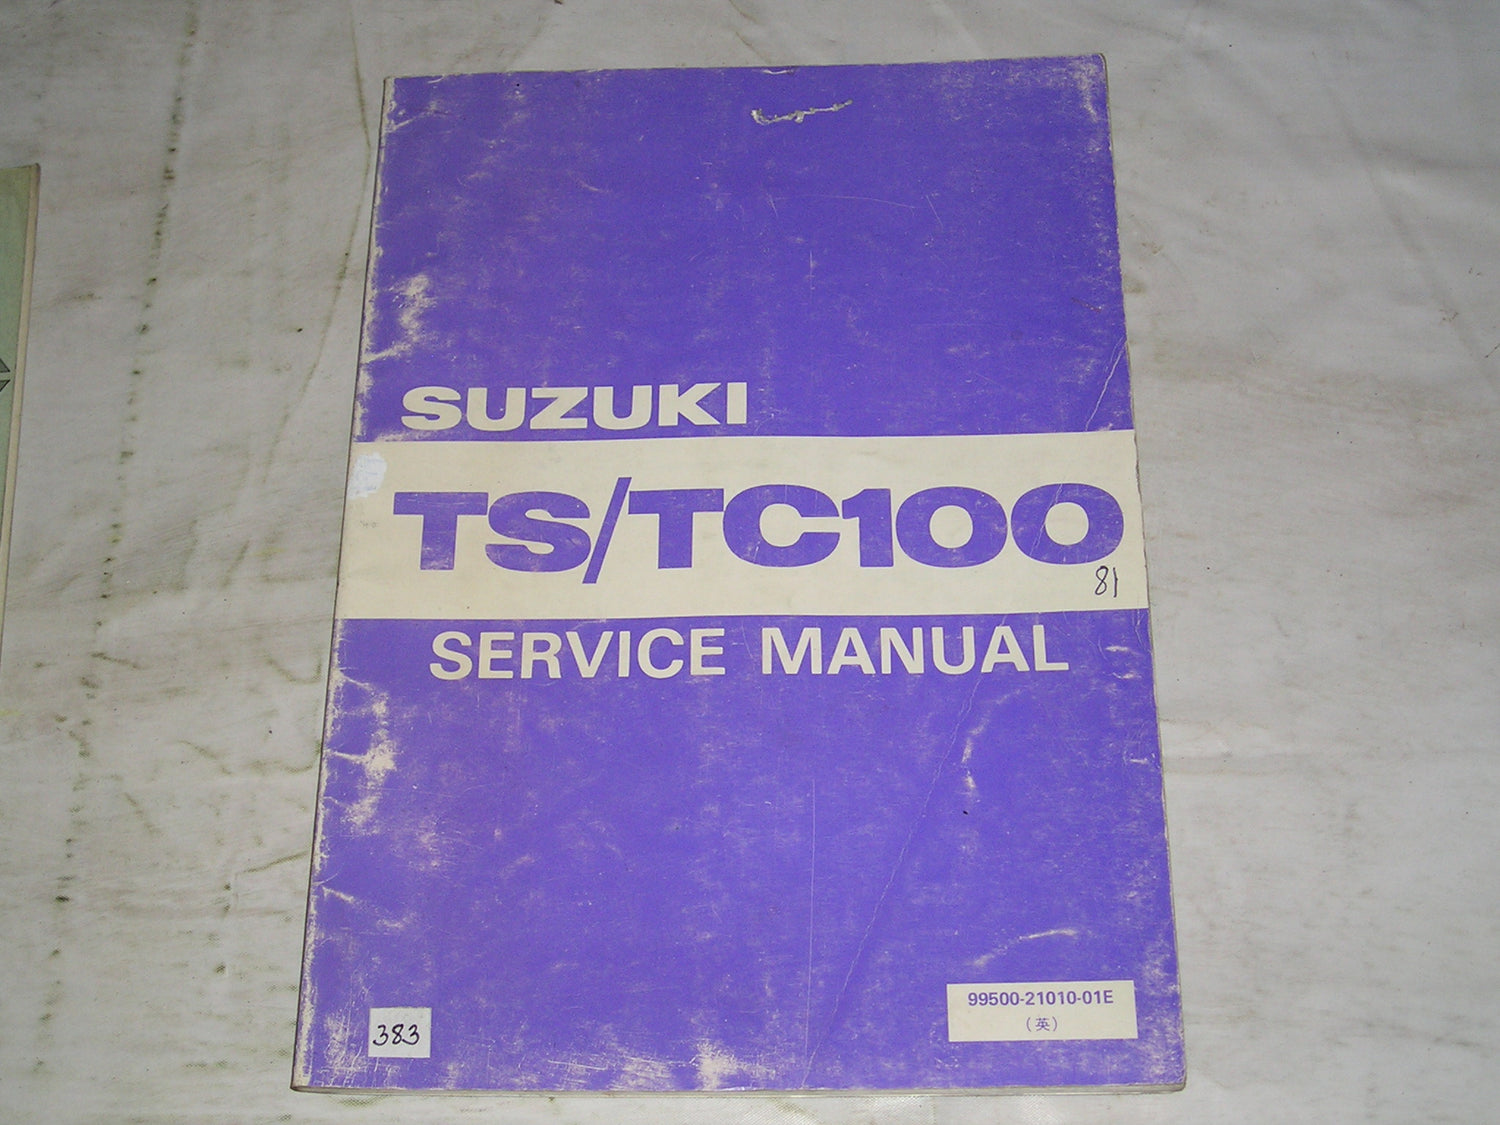 SUZUKI
TS/TC100
81
SERVICE MANUAL
99500-21010-01E
(英)
383